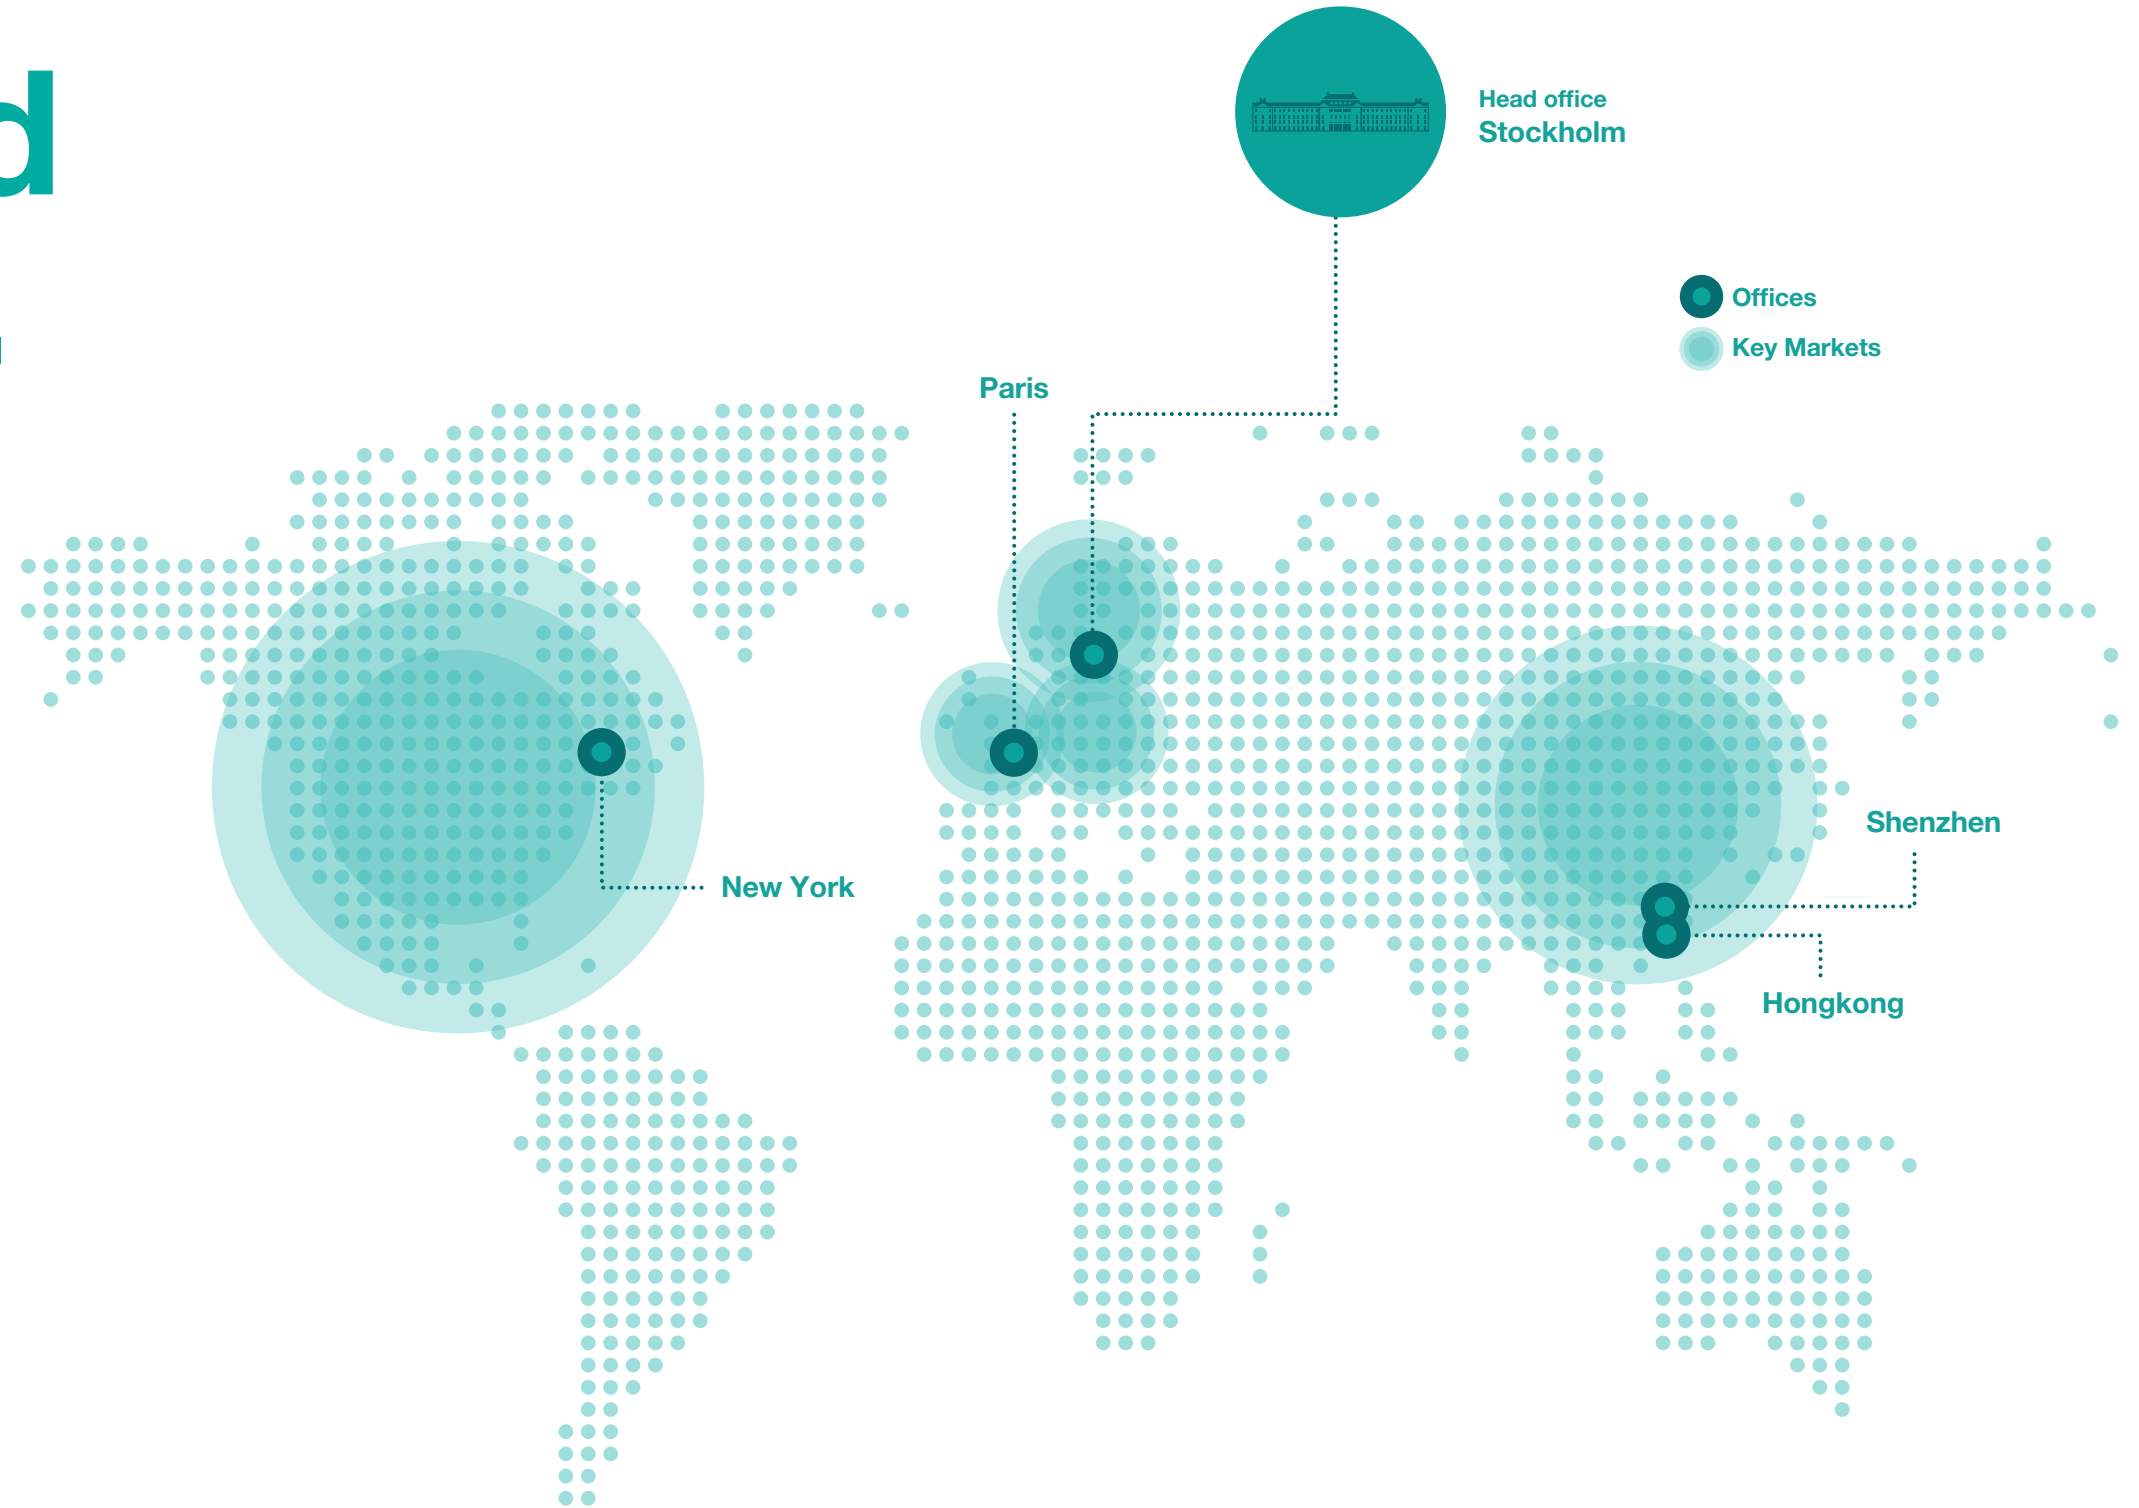 d
Head office
Stockholm
Offices
Key Markets
Paris
New York
Shenzhen
Hongkong